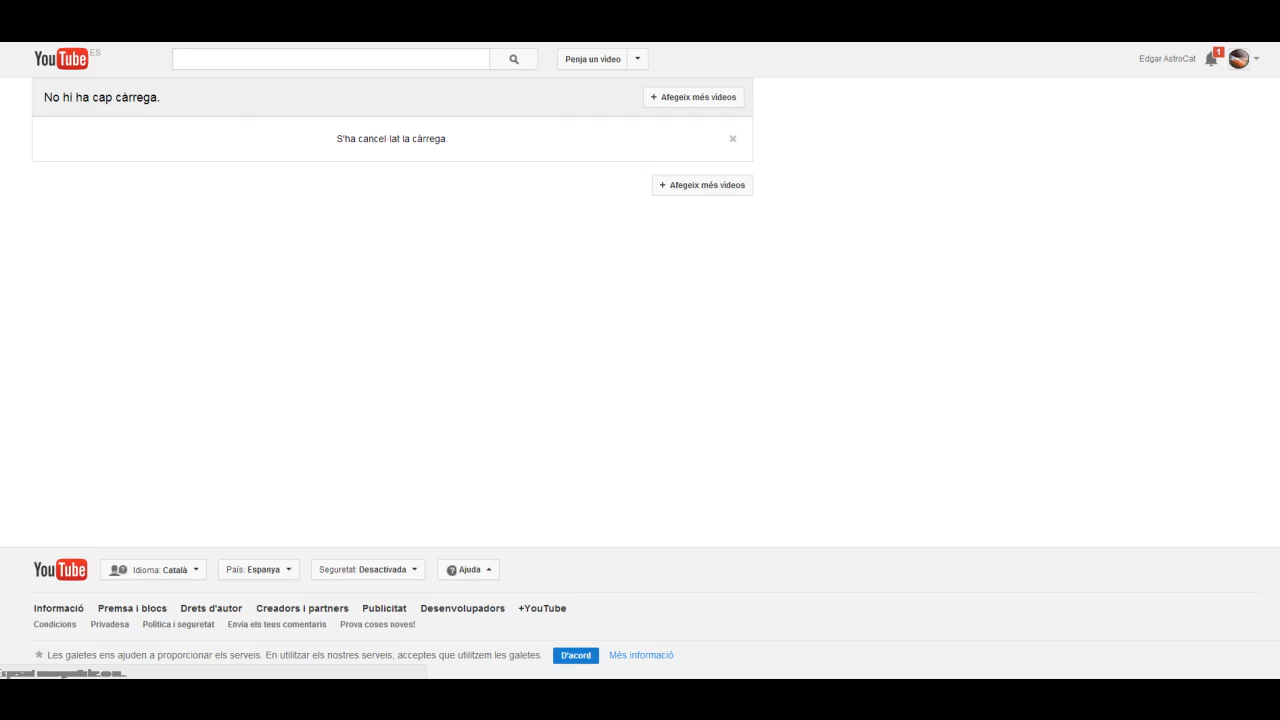 YouTube ES
Penja un vídeo
Edgar AstroCat
1
No hi ha cap càrrega.
+ Afegeix més vídeos
S'ha cancel·lat la càrrega.
+ Afegeix més vídeos
YouTube
Idioma: Català
País: Espanya
Seguretat: Desactivada
Ajuda
Informació Premsa i blocs Drets d'autor Creadors i partners Publicitat Desenvolupadors +YouTube
Condicions Privadesa Política i seguretat Envia els teus comentaris Prova coses noves!
Les galetes ens ajuden a proporcionar els serveis. En utilitzar els nostres serveis, acceptes que utilitzem les galetes. D'acord Més informació